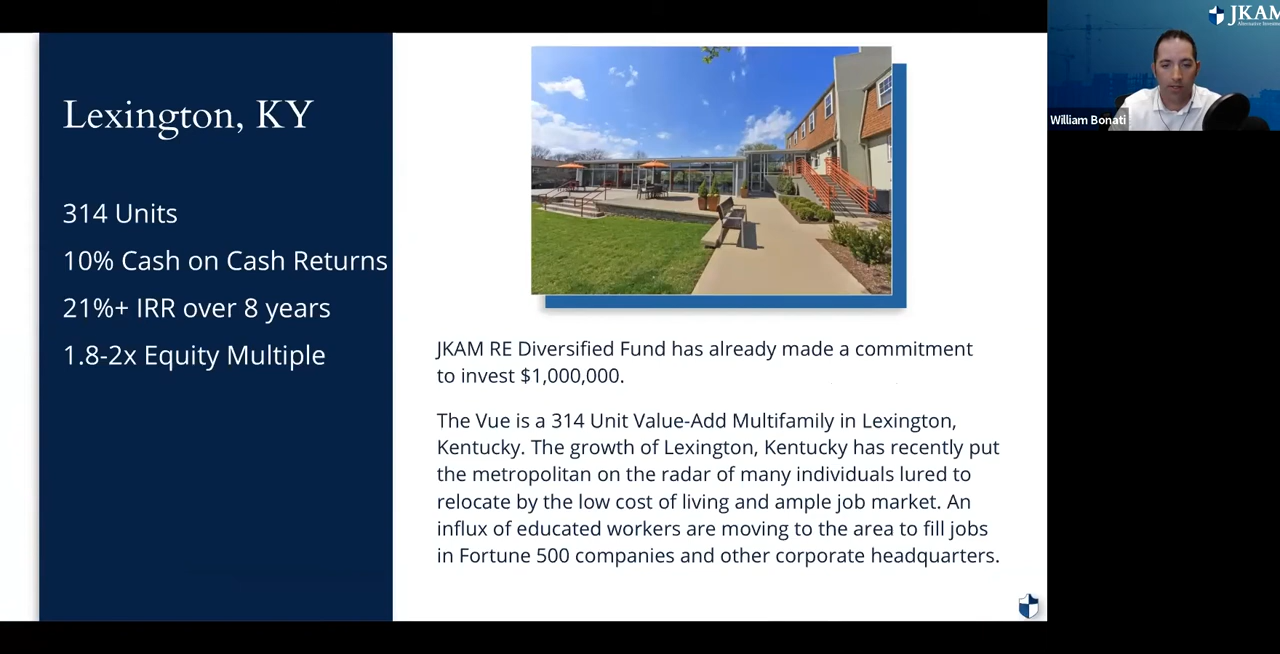 Lexington, KY
314 Units
10% Cash on Cash Returns
21%+ IRR over 8 years
1.8-2x Equity Multiple
JKAM RE Diversified Fund has already made a commitment
to invest $1,000,000.
The Vue is a 314 Unit Value-Add Multifamily in Lexington,
Kentucky. The growth of Lexington, Kentucky has recently put
the metropolitan on the radar of many individuals lured to
relocate by the low cost of living and ample job market. An
influx of educated workers are moving to the area to fill jobs
in Fortune 500 companies and other corporate headquarters.
JKAM
Alternative
William Bonati